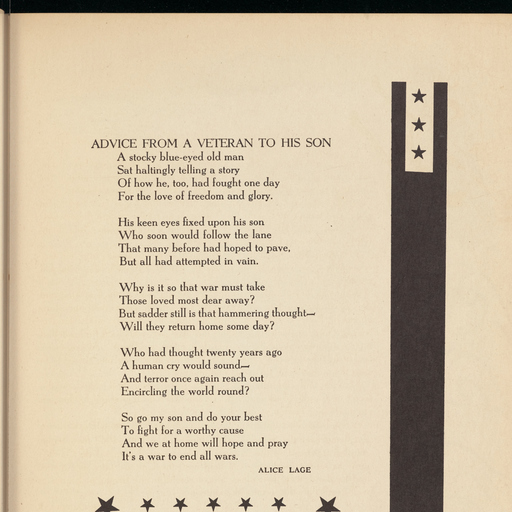 ADVICE FROM A VETERAN TO HIS SON
A stocky blue-eyed old man
Sat haltingly telling a story
Of how he, too, had fought one day
For the love of freedom and glory.
His keen eyes fixed upon his son
Who soon would follow the lane
That many before had hoped to pave,
But all had attempted in vain.
Why is it so that war must take
Those loved most dear away?
But sadder still is that hammering thought—
Will they return home some day?
Who had thought twenty years ago
A human cry would sound—
And terror once again reach out
Encircling the world round?
So go my son and do your best
To fight for a worthy cause
And we at home will hope and pray
It's a war to end all wars.
ALICE LAGE